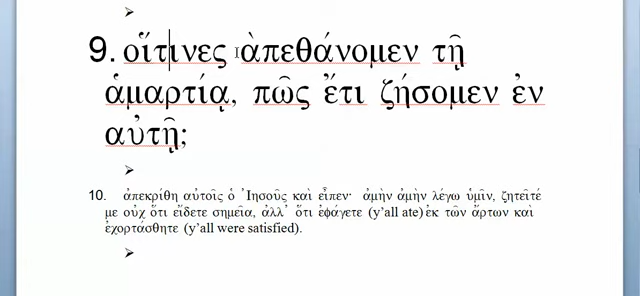 ➢
9. οἵτινες ἀπεθάνομεν τῇ
ἁμαρτίᾳ, πῶς ἔτι ζήσομεν ἐν
αὐτῇ;
➢
10. ἀπεκρίθη αὐτοῖς ὁ Ἰησοῦς καὶ εἶπεν· ἀμὴν ἀμὴν λέγω ὑμῖν, ζητεῖτέ
με οὐχ ὅτι εἴδετε σημεῖα, ἀλλ᾽ ὅτι ἐφάγετε (y'all ate) ἐκ τῶν ἄρτων καὶ
ἐχορτάσθητε (y'all were satisfied).
➢